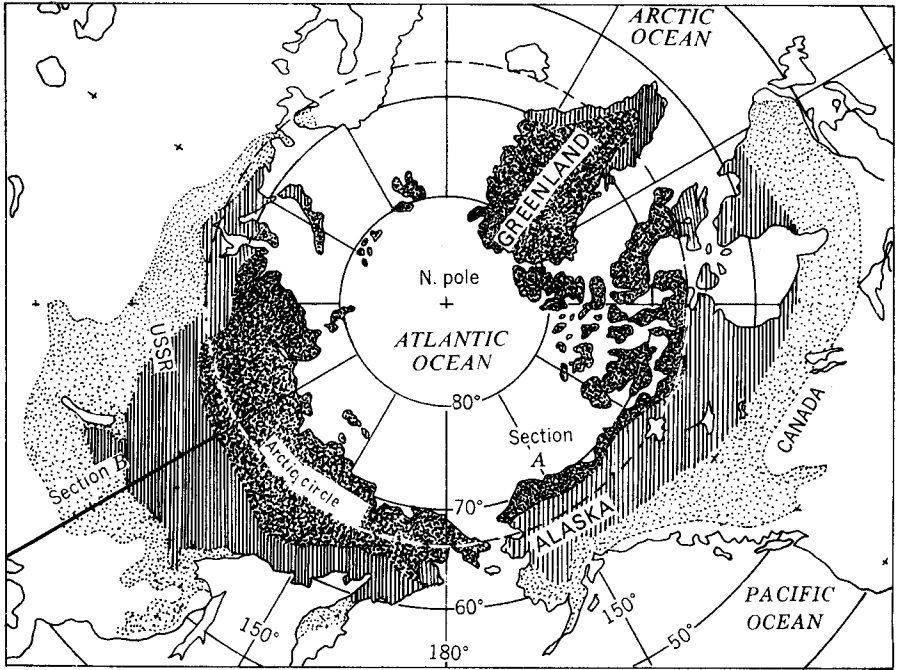 ARCTIC
OCEAN
GREENLAND
N. pole
ATLANTIC
OCEAN
USSR
80°
CANADA
Section
A
Section B
Arctic circle
70°
ALASKA
60°
150°
150°
50°
180°
PACIFIC
OCEAN